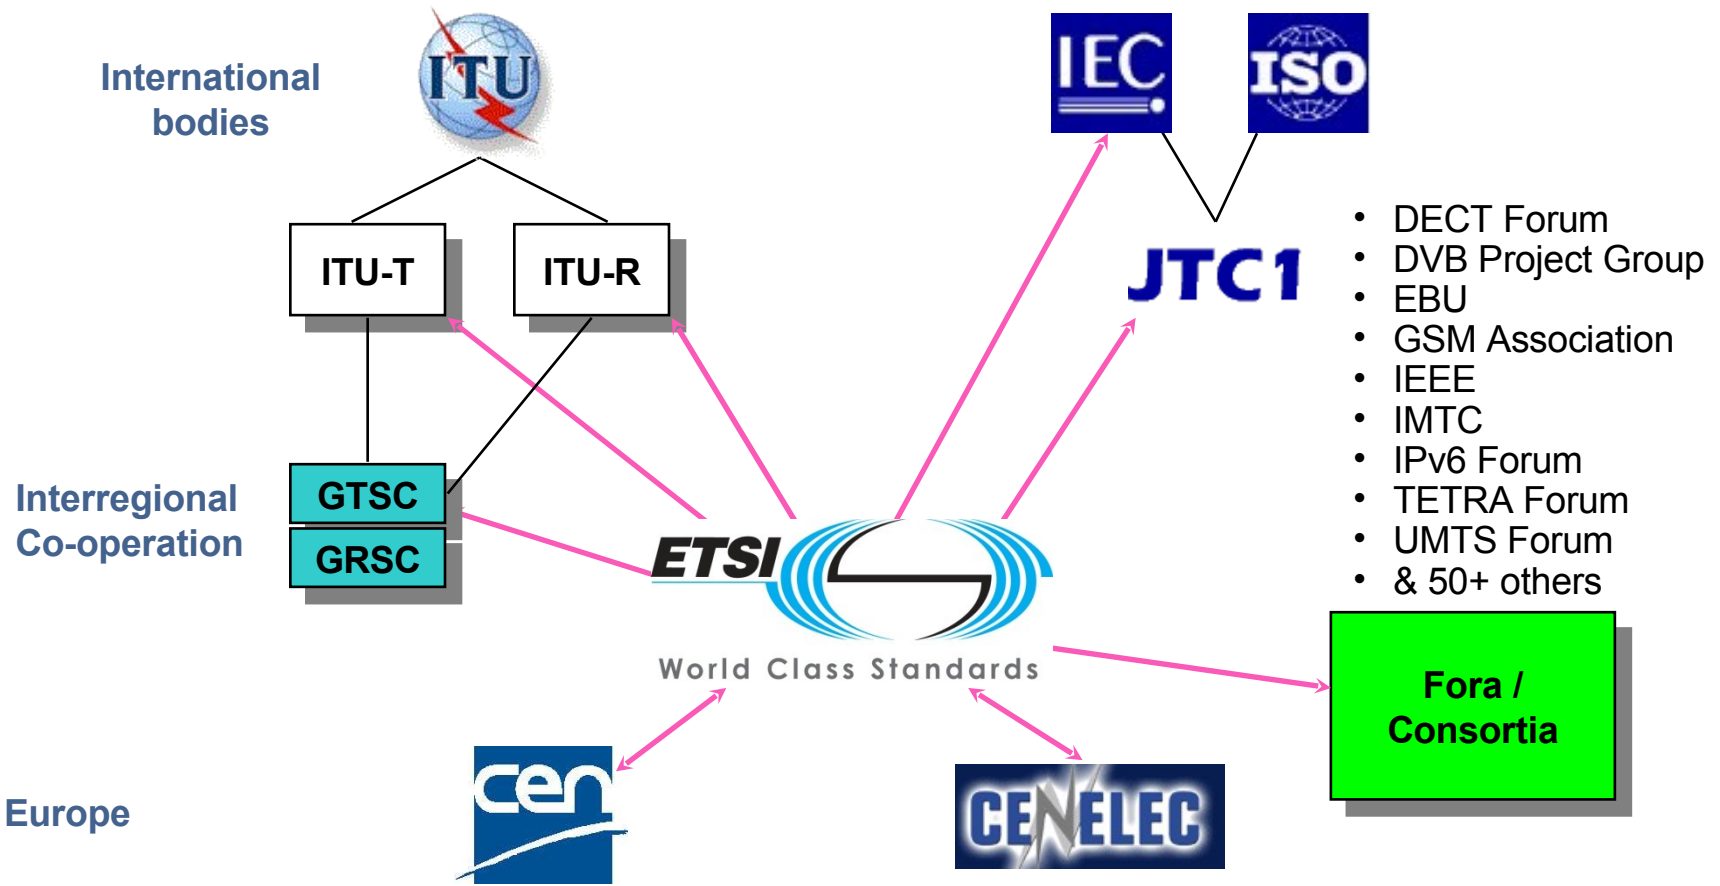 International
bodies
ITU
IEC
ISO
ITU-T
ITU-R
JTC1
• DECT Forum
• DVB Project Group
• EBU
• GSM Association
• IEEE
• IMTC
• IPv6 Forum
• TETRA Forum
• UMTS Forum
• & 50+ others
Interregional
Co-operation
GTSC
GRSC
ETSI
World Class Standards
Fora /
Consortia
Europe
cen
CENELEC